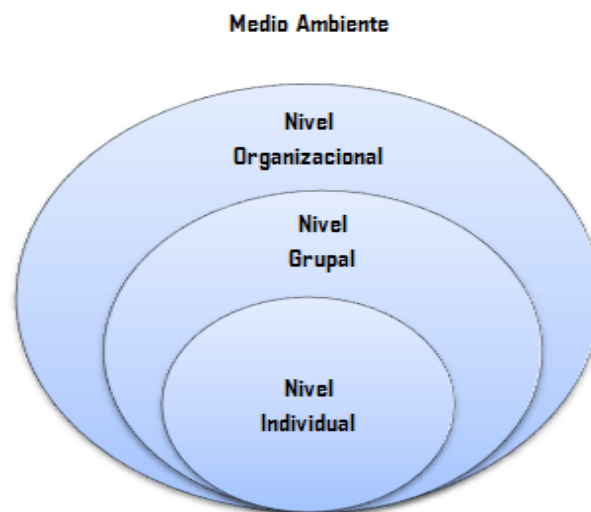 Medio Ambiente
Nivel
Organizacional
Nivel
Grupal
Nivel
Individual